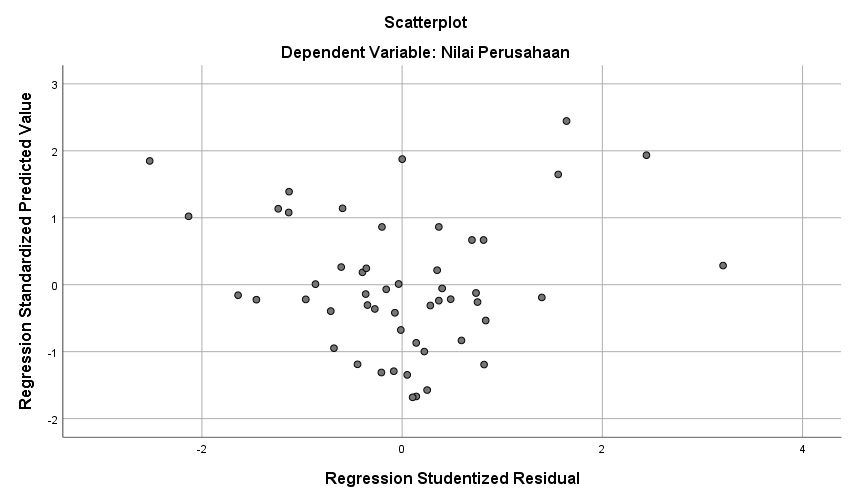 Scatterplot
Dependent Variable: Nilai Perusahaan
Regression Standardized Predicted Value
3
2
1
0
-1
-2
-2
0
2
4
Regression Studentized Residual